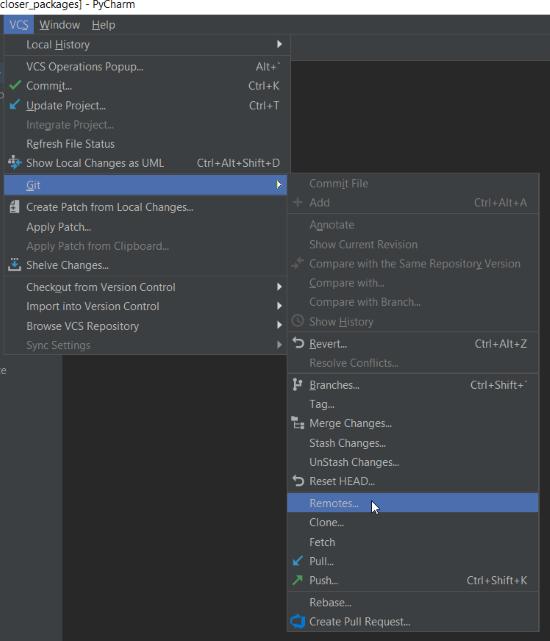 closer_packages] - PyCharm
VCS Window Help
Local History
VCS Operations Popup... Alt+`
Commit... Ctrl+K
Update Project... Ctrl+T
Integrate Project...
Refresh File Status
Show Local Changes as UML Ctrl+Alt+Shift+D
Git
Create Patch from Local Changes...
Apply Patch...
Apply Patch from Clipboard...
Shelve Changes...
Checkout from Version Control
Import into Version Control
Browse VCS Repository
Sync Settings
Commit File
Add Ctrl+Alt+A
Annotate
Show Current Revision
Compare with the Same Repository Version
Compare with...
Compare with Branch...
Show History
Revert... Ctrl+Alt+Z
Resolve Conflicts...
Branches... Ctrl+Shift+`
Tag...
Merge Changes...
Stash Changes...
UnStash Changes...
Reset HEAD...
Remotes...
Clone...
Fetch
Pull...
Push... Ctrl+Shift+K
Rebase...
Create Pull Request...